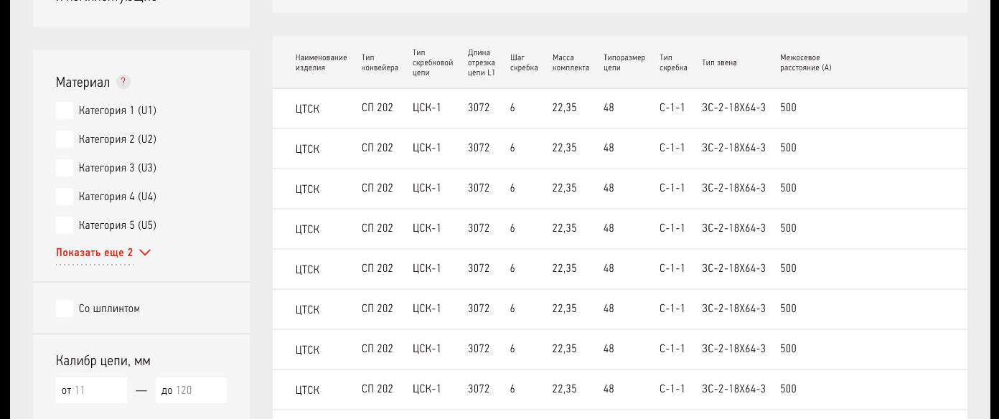 Материал ?
Категория 1 (U1)
Категория 2 (U2)
Категория 3 (U3)
Категория 4 (U4)
Категория 5 (U5)
Показать еще 2
Со шплинтом
Калибр цепи, мм
от 11 — до 120
Наименование изделия Тип конвейера Тип скребковой цепи Длина отрезка цепи L1 Шаг скребка Масса комплекта Типоразмер цепи Тип скребка Тип звена Межосевое расстояние (А)
ЦТСК СП 202 ЦСК-1 3072 6 22,35 48 С-1-1 ЗС-2-18Х64-3 500
ЦТСК СП 202 ЦСК-1 3072 6 22,35 48 С-1-1 ЗС-2-18Х64-3 500
ЦТСК СП 202 ЦСК-1 3072 6 22,35 48 С-1-1 ЗС-2-18Х64-3 500
ЦТСК СП 202 ЦСК-1 3072 6 22,35 48 С-1-1 ЗС-2-18Х64-3 500
ЦТСК СП 202 ЦСК-1 3072 6 22,35 48 С-1-1 ЗС-2-18Х64-3 500
ЦТСК СП 202 ЦСК-1 3072 6 22,35 48 С-1-1 ЗС-2-18Х64-3 500
ЦТСК СП 202 ЦСК-1 3072 6 22,35 48 С-1-1 ЗС-2-18Х64-3 500
ЦТСК СП 202 ЦСК-1 3072 6 22,35 48 С-1-1 ЗС-2-18Х64-3 500